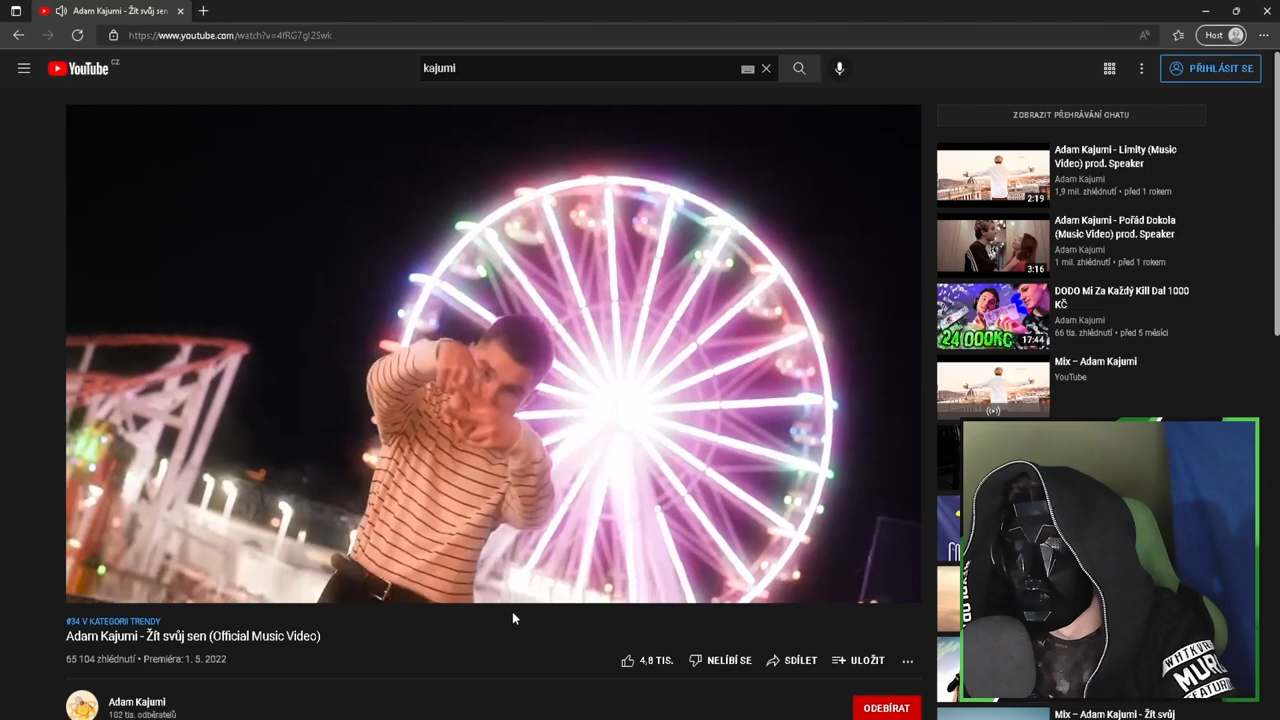 Adam Kajumi - Žít svůj sen
https://www.youtube.com/watch?v=4fRG7gI2Swk
Host
YouTube CZ
kajumi
PŘIHLÁSIT SE
ZOBRAZIT PŘEHRÁVÁNÍ CHATU
Adam Kajumi - Limity (Music
Video) prod. Speaker
Adam Kajumi
1,9 mil. zhlédnutí • před 1 rokem
2:19
Adam Kajumi - Pořád Dokola
(Music Video) prod. Speaker
Adam Kajumi
1 mil. zhlédnutí • před 1 rokem
3:16
DODO Mi Za Každý Kill Dal 1000
KČ
Adam Kajumi
66 tis. zhlédnutí • před 5 měsíci
24 000KČ
17:44
Mix – Adam Kajumi
YouTube
#34 V KATEGORII TRENDY
Adam Kajumi - Žít svůj sen (Official Music Video)
65 104 zhlédnutí • Premiéra: 1. 5. 2022
4,8 TIS.
NELÍBÍ SE
SDÍLET
ULOŽIT
Adam Kajumi
102 tis. odběratelů
ODEBÍRAT
Mix – Adam Kajumi - Žít svůj